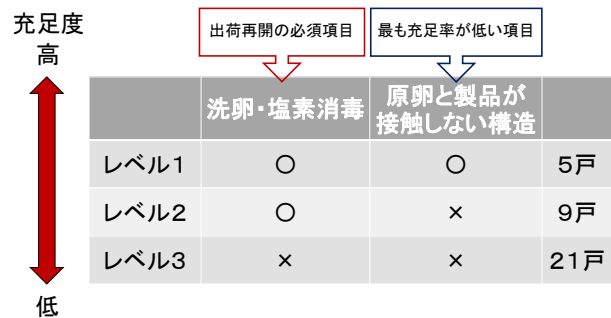 充足度
高
出荷再開の必須項目
最も充足率が低い項目
洗卵・塩素消毒
原卵と製品が
接触しない構造
レベル1 ○ ○ 5戸
レベル2 ○ × 9戸
レベル3 × × 21戸
低